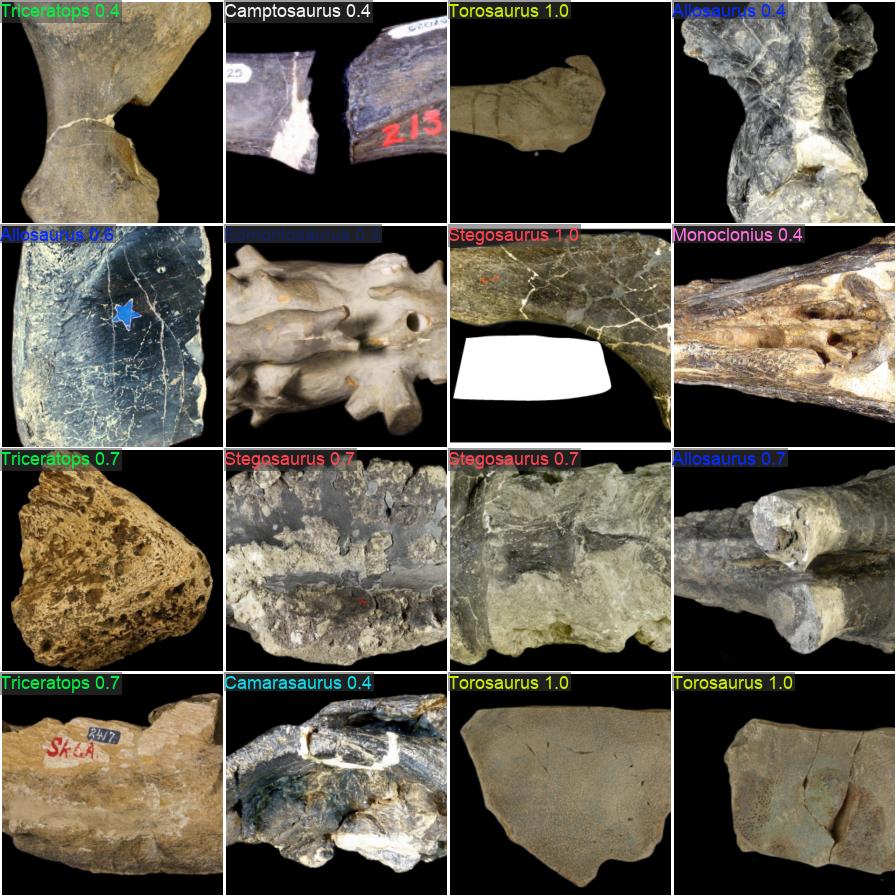 Triceratops 0.4
Camptosaurus 0.4
Torosaurus 1.0
Allosaurus 0.4
25
213
Allosaurus 0.6
Stegosaurus 1.0
Monoclonius 0.4
Triceratops 0.7
Stegosaurus 0.7
Stegosaurus 0.7
Allosaurus 0.7
Triceratops 0.7
Camarasaurus 0.4
Torosaurus 1.0
Torosaurus 1.0
2417
Sk6A.